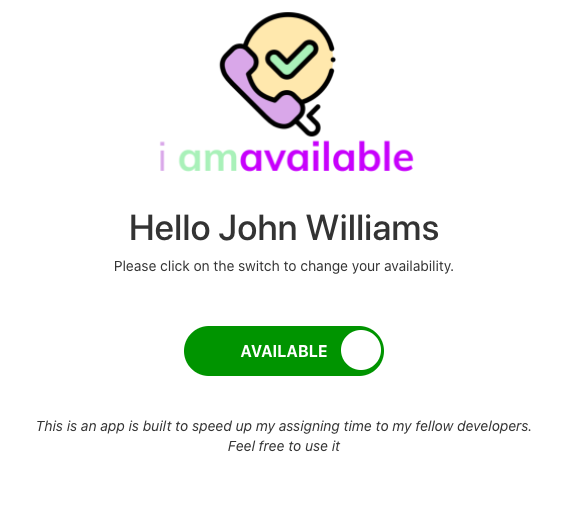 i amavailable
Hello John Williams
Please click on the switch to change your availability.
AVAILABLE
This is an app is built to speed up my assigning time to my fellow developers.
Feel free to use it